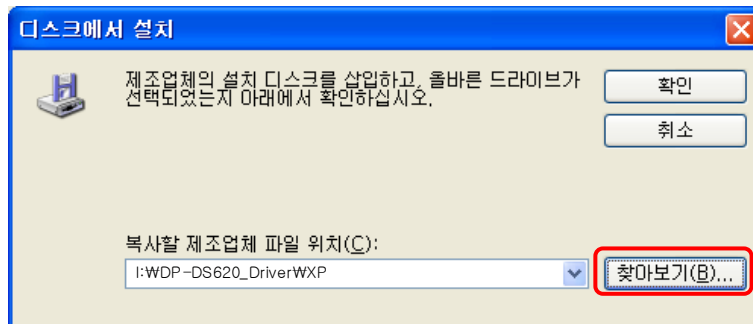 디스크에서 설치
제조업체의 설치 디스크를 삽입하고, 올바른 드라이브가
선택되었는지 아래에서 확인하십시오.
확인
취소
복사할 제조업체 파일 위치(C):
I:₩DP-DS620_Driver₩XP
찾아보기(B)...